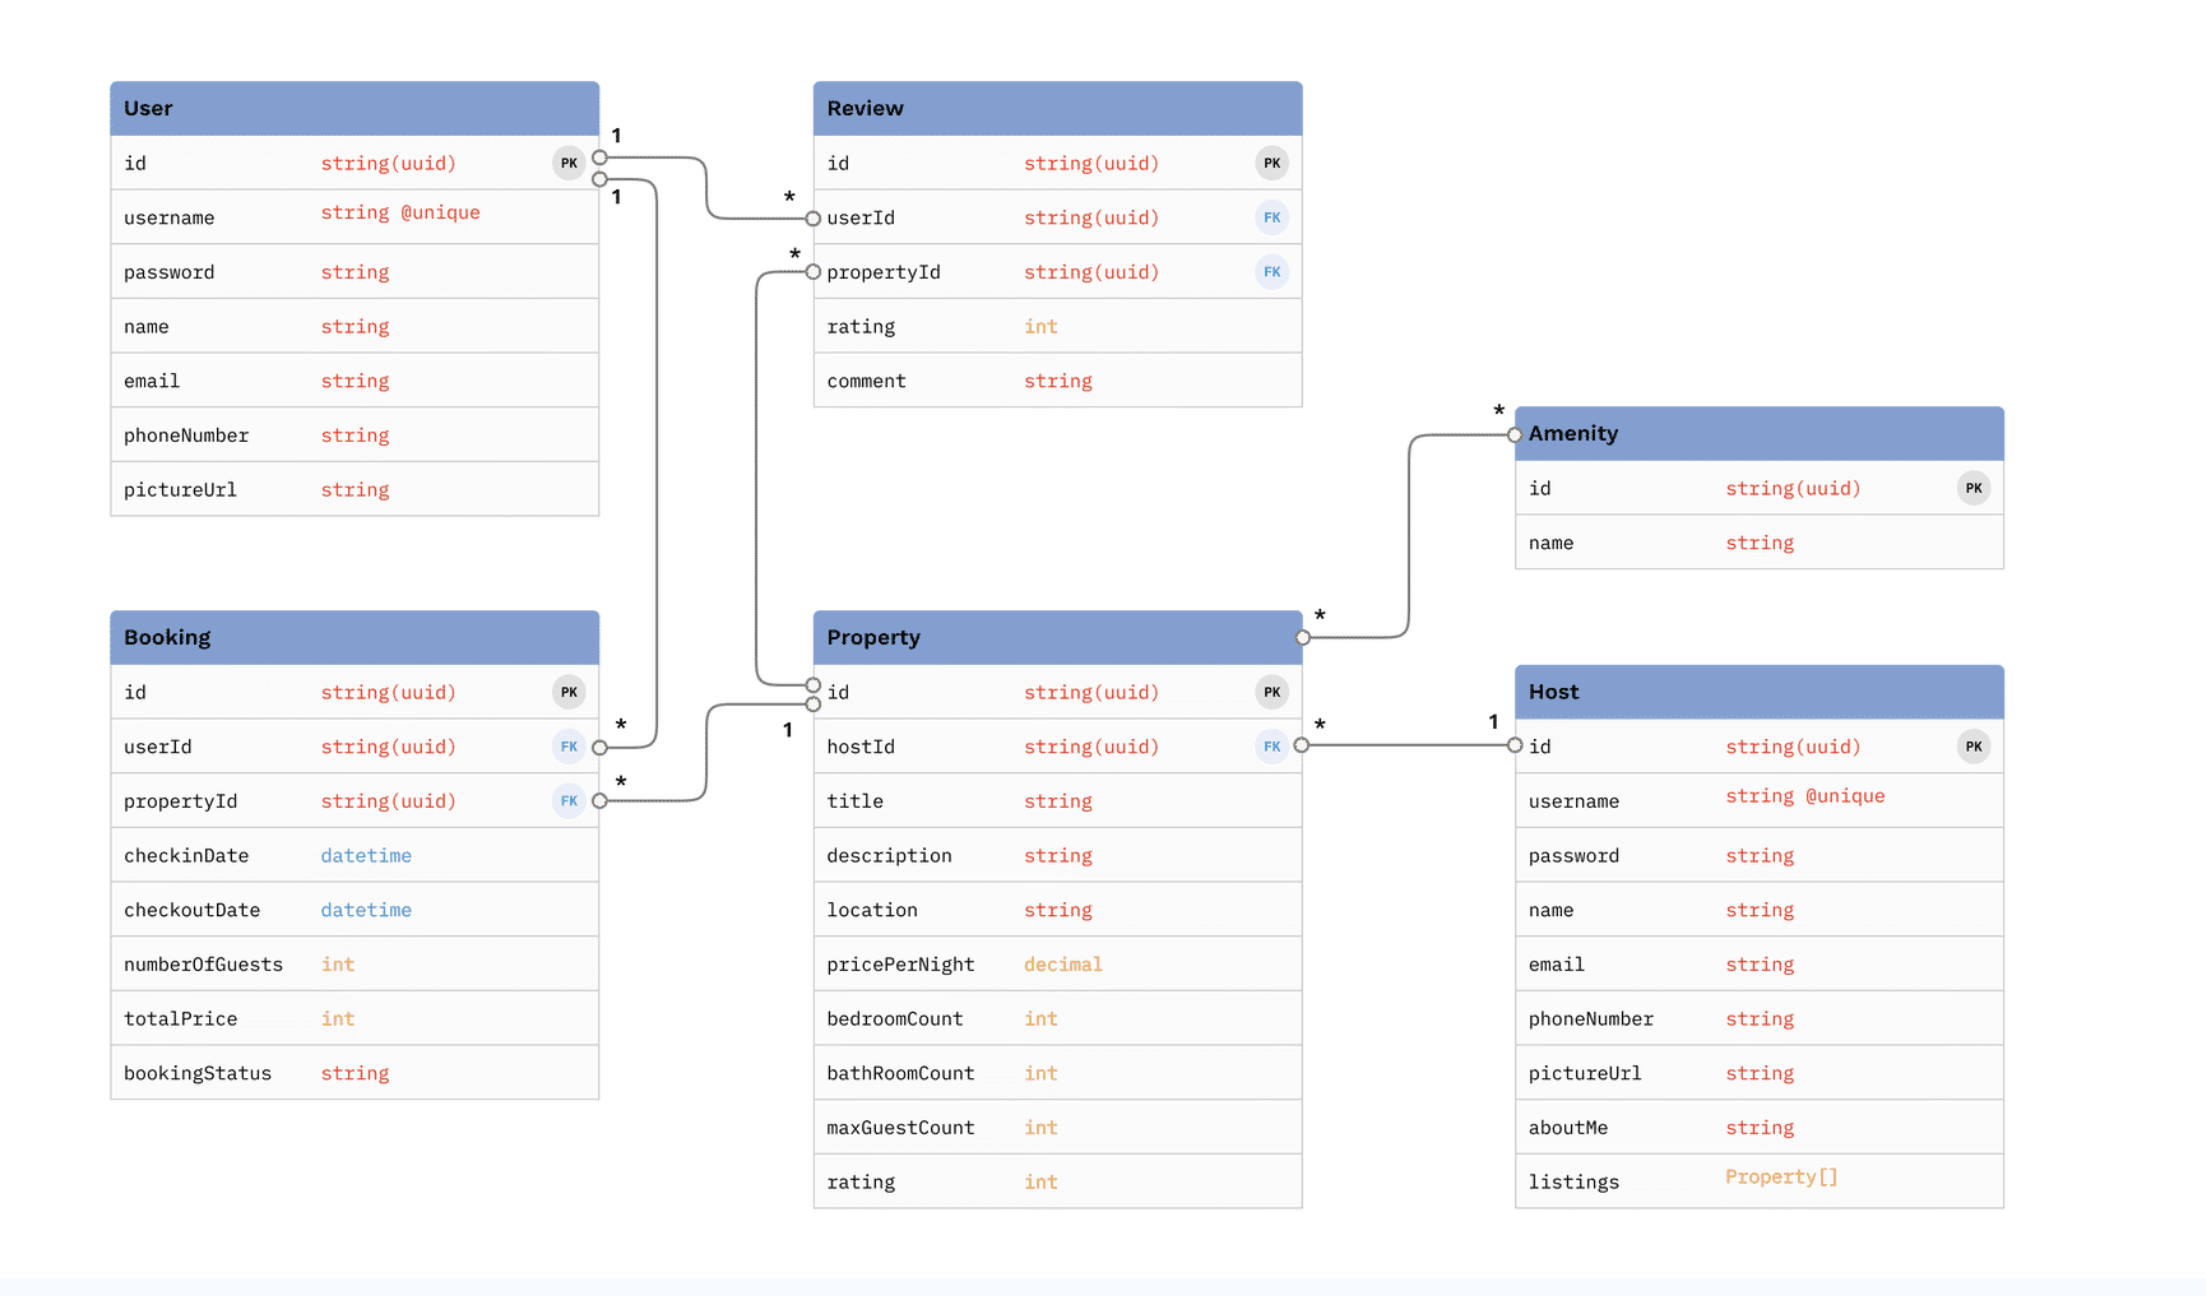 User
id string(uuid) PK
username string @unique
password string
name string
email string
phoneNumber string
pictureUrl string
1
1
*
*
Review
id string(uuid) PK
userId string(uuid) FK
propertyId string(uuid) FK
rating int
comment string
*
Amenity
id string(uuid) PK
name string
Booking
id string(uuid) PK
userId string(uuid) FK
propertyId string(uuid) FK
checkinDate datetime
checkoutDate datetime
numberOfGuests int
totalPrice int
bookingStatus string
*
*
1
Property
id string(uuid) PK
hostId string(uuid) FK
title string
description string
location string
pricePerNight decimal
bedroomCount int
bathRoomCount int
maxGuestCount int
rating int
*
*
1
Host
id string(uuid) PK
username string @unique
password string
name string
email string
phoneNumber string
pictureUrl string
aboutMe string
listings Property[]